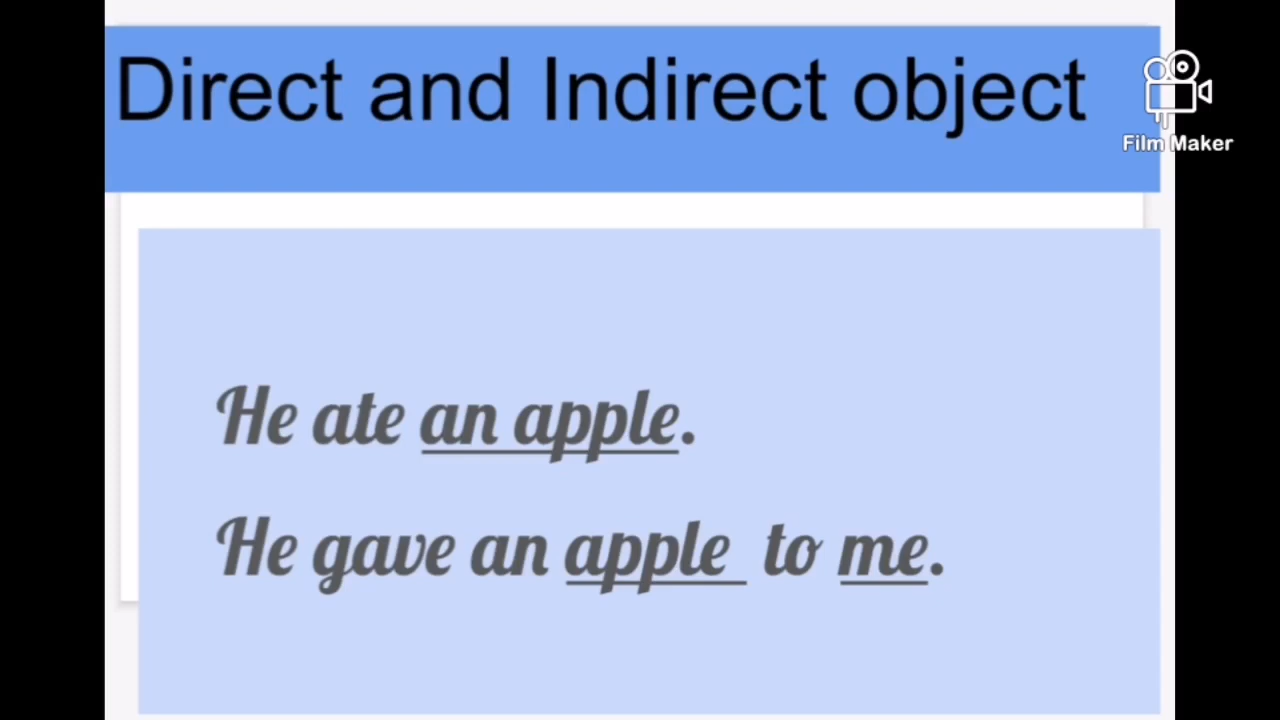 Direct and Indirect object
Film Maker
He ate an apple.
He gave an apple to me.